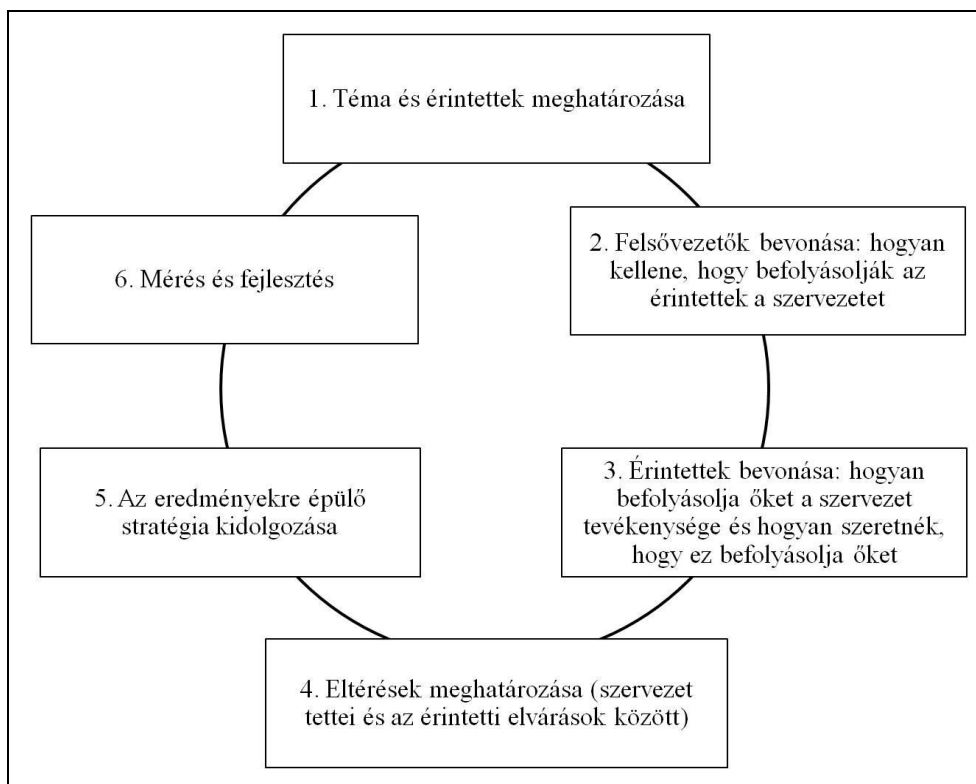 1. Téma és érintettek meghatározása
2. Felsővezetők bevonása: hogyan
kellene, hogy befolyásolják az
érintettek a szervezetet
3. Érintettek bevonása: hogyan
befolyásolja őket a szervezet
tevékenysége és hogyan szeretnék,
hogy ez befolyásolja őket
4. Eltérések meghatározása (szervezet
tettei és az érintetti elvárások között)
5. Az eredményekre épülő
stratégia kidolgozása
6. Mérés és fejlesztés